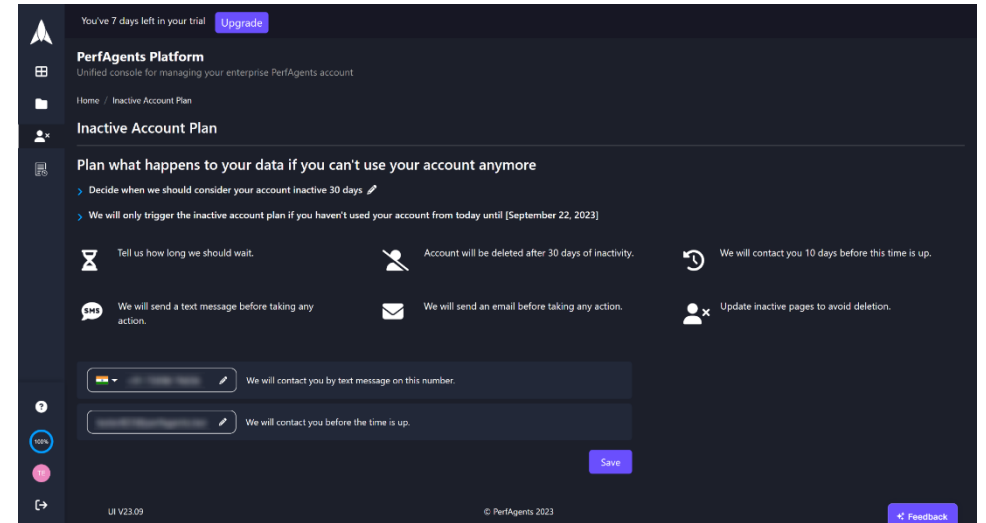 You've 7 days left in your trial Upgrade
PerfAgents Platform
Unified console for managing your enterprise PerfAgents account
Home / Inactive Account Plan
Inactive Account Plan
Plan what happens to your data if you can't use your account anymore
Decide when we should consider your account inactive 30 days
We will only trigger the inactive account plan if you haven't used your account from today until [September 22, 2023]
Tell us how long we should wait.
Account will be deleted after 30 days of inactivity.
We will contact you 10 days before this time is up.
SMS
We will send a text message before taking any
action.
We will send an email before taking any action.
Update inactive pages to avoid deletion.
We will contact you by text message on this number.
We will contact you before the time is up.
100%
Save
UI V23.09
© PerfAgents 2023
Feedback